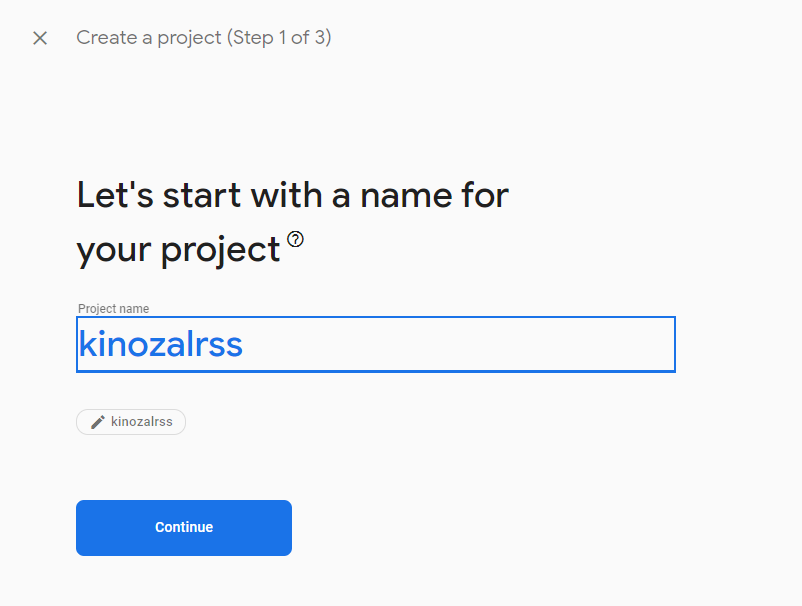 Create a project (Step 1 of 3)
Let's start with a name for
your project
Project name
kinozalrss
kinozalrss
Continue